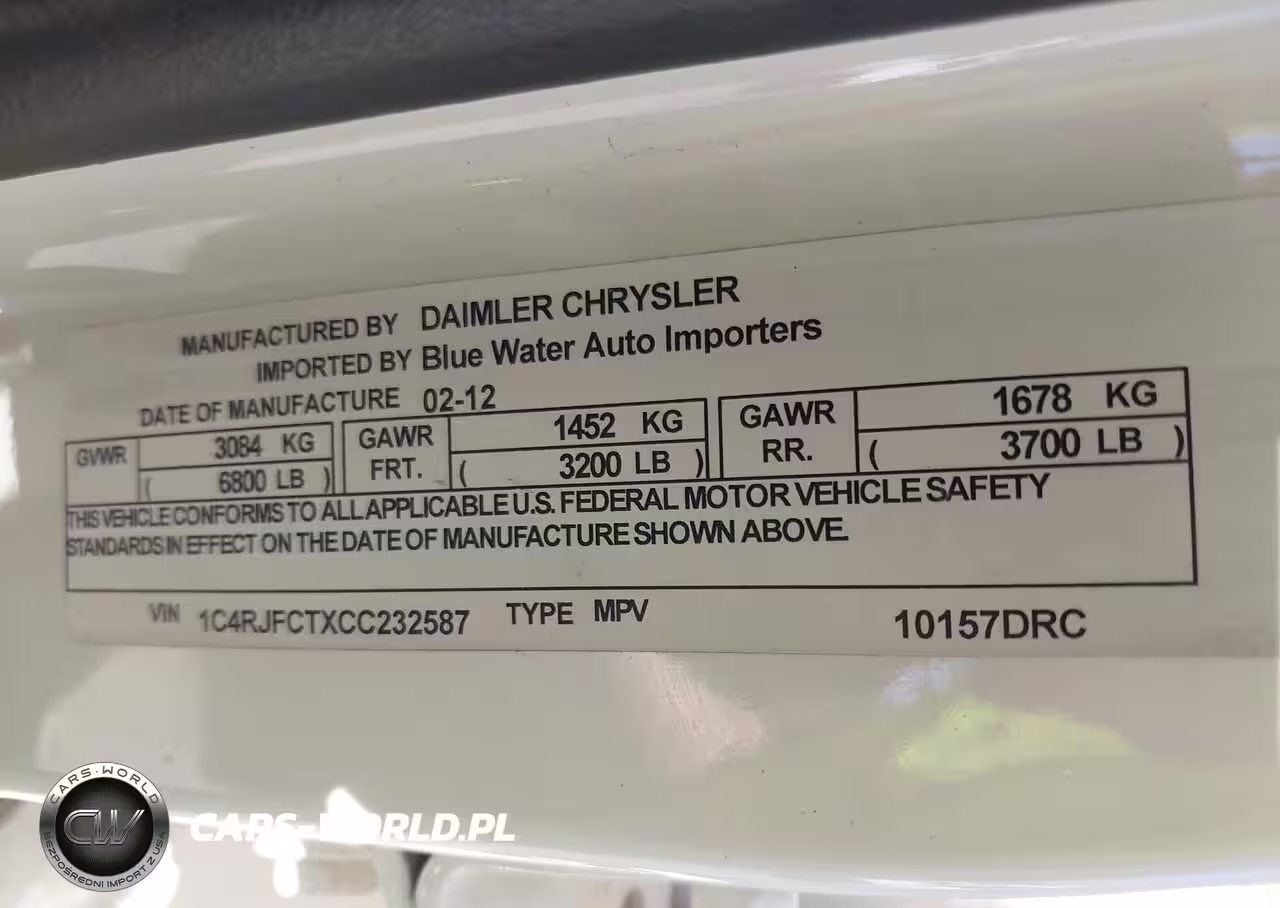 MANUFACTURED BY DAIMLER CHRYSLER
IMPORTED BY Blue Water Auto Importers
DATE OF MANUFACTURE 02-12
GVWR 3084 KG GAWR 1452 KG GAWR 1678 KG
( 6800 LB ) FRT. ( 3200 LB ) RR. ( 3700 LB )
THIS VEHICLE CONFORMS TO ALL APPLICABLE U.S. FEDERAL MOTOR VEHICLE SAFETY
STANDARDS IN EFFECT ON THE DATE OF MANUFACTURE SHOWN ABOVE.
VIN 1C4RJFCTXCC232587 TYPE MPV 10157DRC
CARS-WORLD
CW
BEZPOŚREDNI IMPORT Z USA
CARS-WORLD.PL